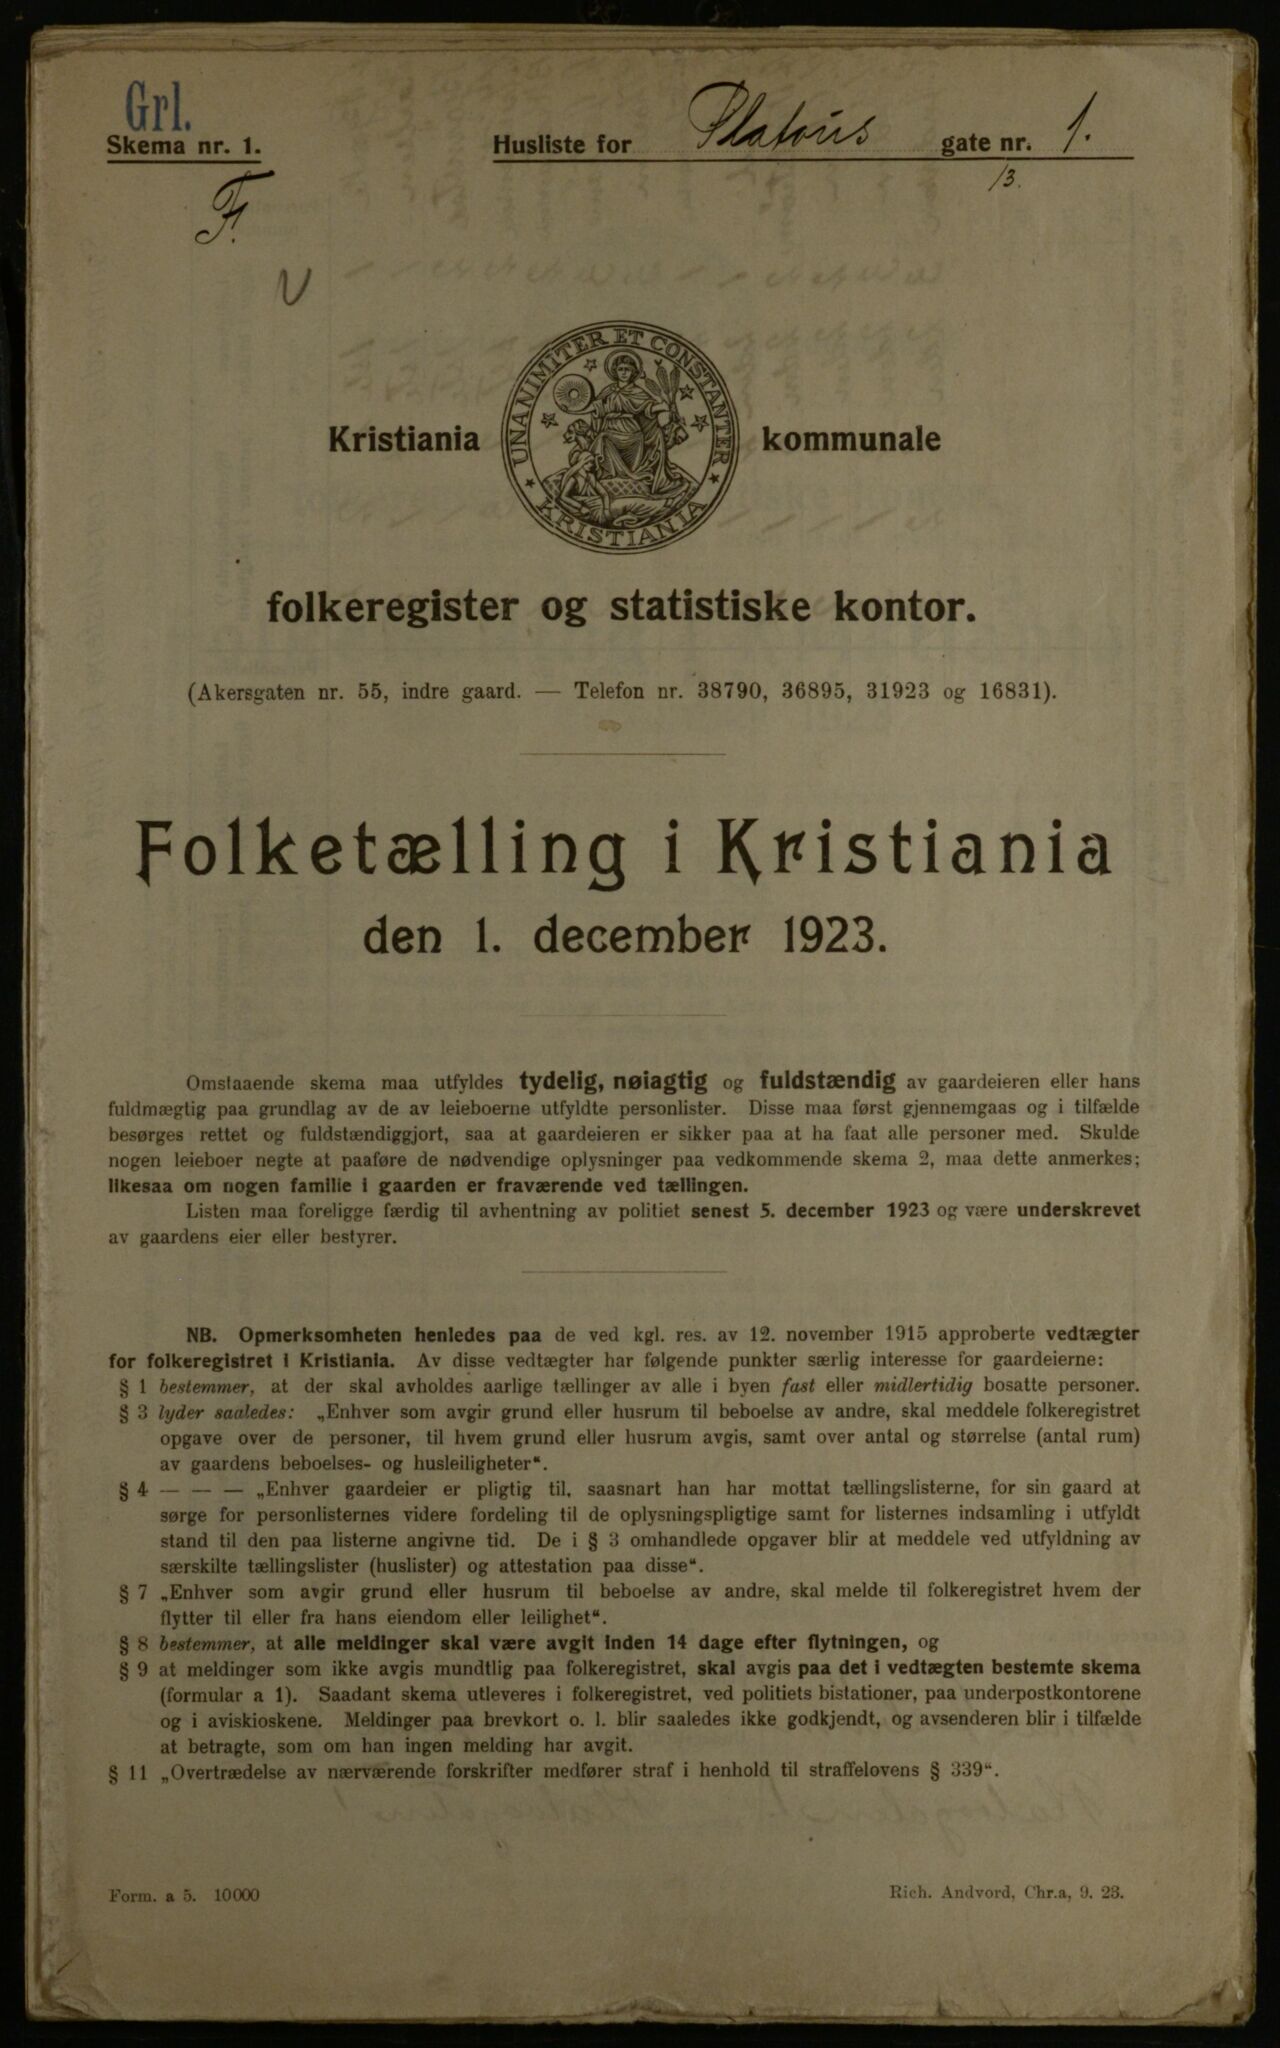 Grl.
Skema nr. 1.
Husliste for Platous gate nr. 1.
13.
F.
V
UNANIMITER ET CONSTANTER
KRISTIANIA
Kristiania kommunale
folkeregister og statistiske kontor.
(Akersgaten nr. 55, indre gaard. — Telefon nr. 38790, 36895, 31923 og 16831).
Folketælling i Kristiania
den 1. december 1923.
Omstaaende skema maa utfyldes tydelig, nøiagtig og fuldstændig av gaardeieren eller hans
fuldmægtig paa grundlag av de av leieboerne utfyldte personlister. Disse maa først gjennemgaas og i tilfælde
besørges rettet og fuldstændiggjort, saa at gaardeieren er sikker paa at ha faat alle personer med. Skulde
nogen leieboer negte at paaføre de nødvendige oplysninger paa vedkommende skema 2, maa dette anmerkes;
likesaa om nogen familie i gaarden er fraværende ved tællingen.
Listen maa foreligge færdig til avhentning av politiet senest 5. december 1923 og være underskrevet
av gaardens eier eller bestyrer.
NB. Opmerksomheten henledes paa de ved kgl. res. av 12. november 1915 approberte vedtægter
for folkeregistret i Kristiania. Av disse vedtægter har følgende punkter særlig interesse for gaardeierne:
§ 1 bestemmer, at der skal avholdes aarlige tællinger av alle i byen fast eller midlertidig bosatte personer.
§ 3 lyder saaledes: „Enhver som avgir grund eller husrum til beboelse av andre, skal meddele folkeregistret
opgave over de personer, til hvem grund eller husrum avgis, samt over antal og størrelse (antal rum)
av gaardens beboelses- og husleiligheter“.
§ 4 — — — „Enhver gaardeier er pligtig til, saasnart han har mottat tællingslisterne, for sin gaard at
sørge for personlisternes videre fordeling til de oplysningspligtige samt for listernes indsamling i utfyldt
stand til den paa listerne angivne tid. De i § 3 omhandlede opgaver blir at meddele ved utfyldning av
særskilte tællingslister (huslister) og attestation paa disse“.
§ 7 „Enhver som avgir grund eller husrum til beboelse av andre, skal melde til folkeregistret hvem der
flytter til eller fra hans eiendom eller leilighet“.
§ 8 bestemmer, at alle meldinger skal være avgit inden 14 dage efter flytningen, og
§ 9 at meldinger som ikke avgis mundtlig paa folkeregistret, skal avgis paa det i vedtægten bestemte skema
(formular a 1). Saadant skema utleveres i folkeregistret, ved politiets bistationer, paa underpostkontorene
og i aviskioskene. Meldinger paa brevkort o. l. blir saaledes ikke godkjendt, og avsenderen blir i tilfælde
at betragte, som om han ingen melding har avgit.
§ 11 „Overtrædelse av nærværende forskrifter medfører straf i henhold til straffelovens § 339“.
Form. a 5. 10000
Rich. Andvord, Chr.a, 9. 23.